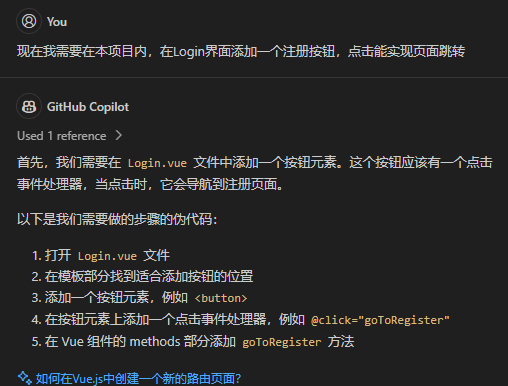 You
现在我需要在本项目内，在Login界面添加一个注册按钮，点击能实现页面跳转
GitHub Copilot
Used 1 reference
首先，我们需要在 Login.vue 文件中添加一个按钮元素。这个按钮应该有一个点击
事件处理器，当点击时，它会导航到注册页面。
以下是我们需要做的步骤的伪代码：
1. 打开 Login.vue 文件
2. 在模板部分找到适合添加按钮的位置
3. 添加一个按钮元素，例如 <button>
4. 在按钮元素上添加一个点击事件处理器，例如 @click="goToRegister"
5. 在 Vue 组件的 methods 部分添加 goToRegister 方法
如何在Vue.js中创建一个新的路由页面？